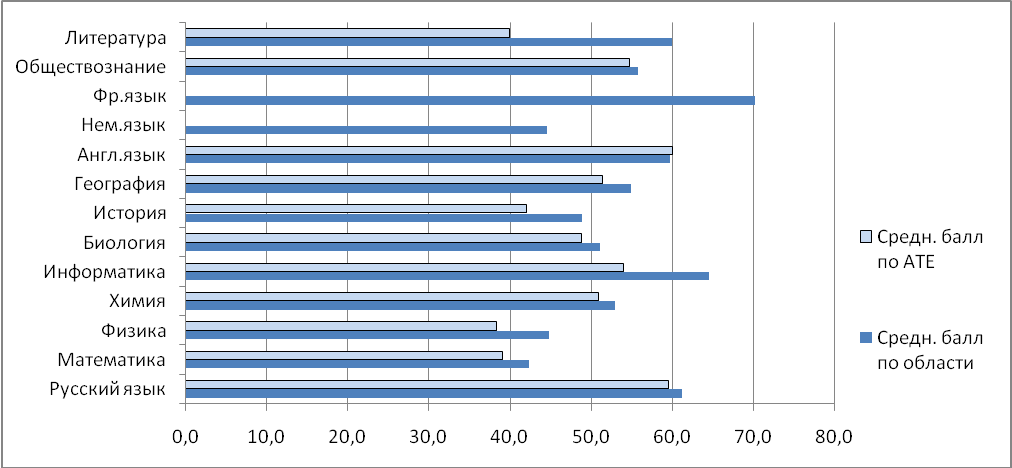 Литература
Обществознание
Фр.язык
Нем.язык
Англ.язык
География
История
Биология
Информатика
Химия
Физика
Математика
Русский язык
0,0 10,0 20,0 30,0 40,0 50,0 60,0 70,0 80,0
Средн. балл
по АТЕ
Средн. балл
по области